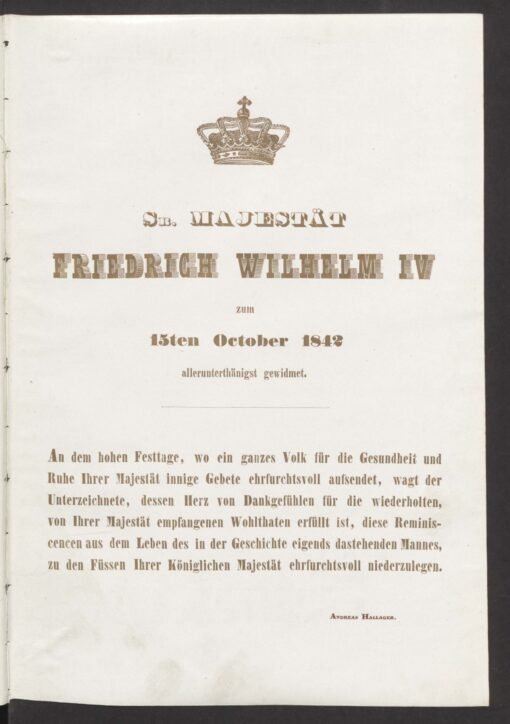 Sr. MAJESTÄT
FRIEDRICH WILHELM IV
zum
15ten October 1842
allerunterthänigst gewidmet.
An dem hohen Festtage, wo ein ganzes Volk für die Gesundheit und
Ruhe Ihrer Majestät innige Gebete ehrfurchtsvoll aufsendet, wagt der
Unterzeichnete, dessen Herz von Dankgefühlen für die wiederholten,
von Ihrer Majestät empfangenen Wohlthaten erfüllt ist, diese Reminis-
cencen aus dem Leben des in der Geschichte eigends dastehenden Mannes,
zu den Füssen Ihrer Königlichen Majestät ehrfurchtsvoll niederzulegen.
Andreas Hallager.